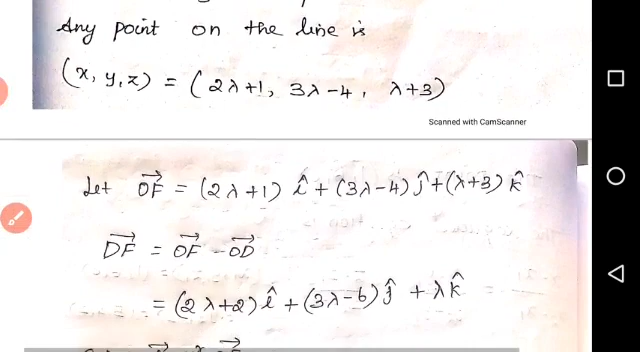 Any point on the line is
(x, y, z) = (2λ+1, 3λ-4, λ+3)
Scanned with CamScanner
Let OF⃗ = (2λ+1) î + (3λ-4) ĵ + (λ+3) k̂
DF⃗ = OF⃗ - OD⃗
= (2λ+2) î + (3λ-6) ĵ + λk̂